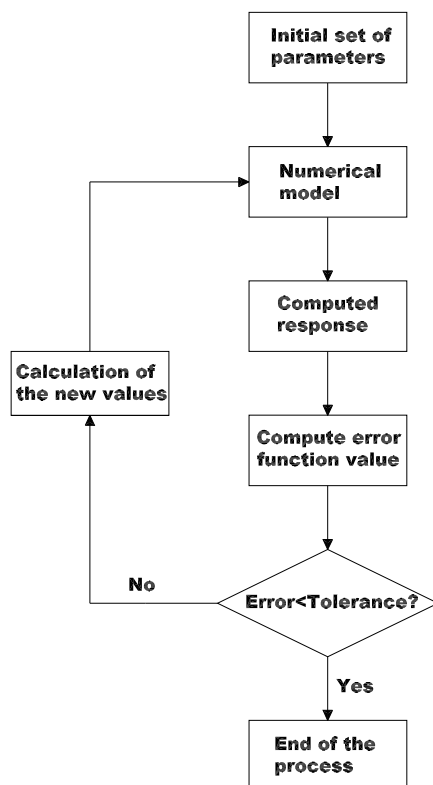 Initial set of
parameters
Numerical
model
Computed
response
Calculation of
the new values
Compute error
function value
No
Error<Tolerance?
Yes
End of the
process